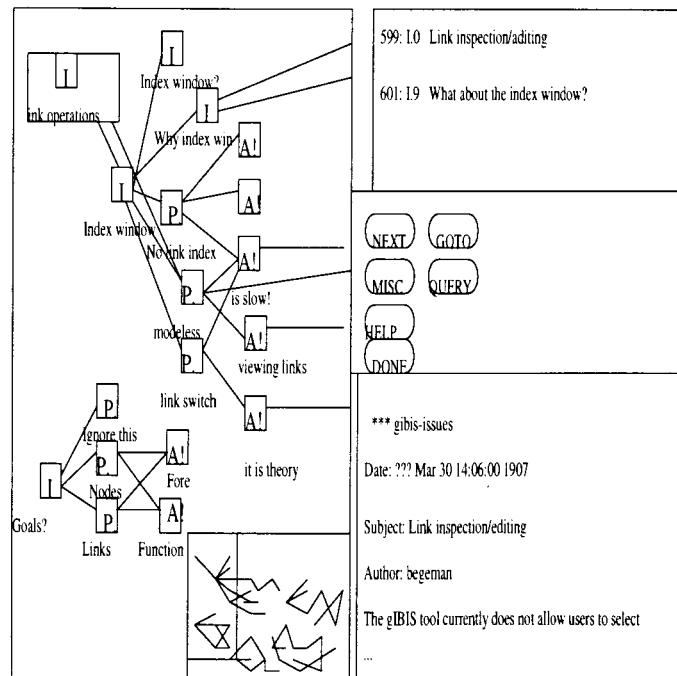 I
Index window?
I
ink operations
I
Why index win
A!
I
Index window
P
A!
No link index
A!
P
is slow!
modeless
A!
viewing links
P
link switch
A!
it is theory
P
Ignore this
P
A!
Nodes
Fore
I
Goals?
P
A!
Links
Function
599: I.0 Link inspection/aditing
601: I.9 What about the index window?
NEXT GOTO
MISC QUERY
HELP
DONE
*** gibis-issues
Date: ??? Mar 30 14:06:00 1907
Subject: Link inspection/editing
Author: begeman
The gIBIS tool currently does not allow users to select
...